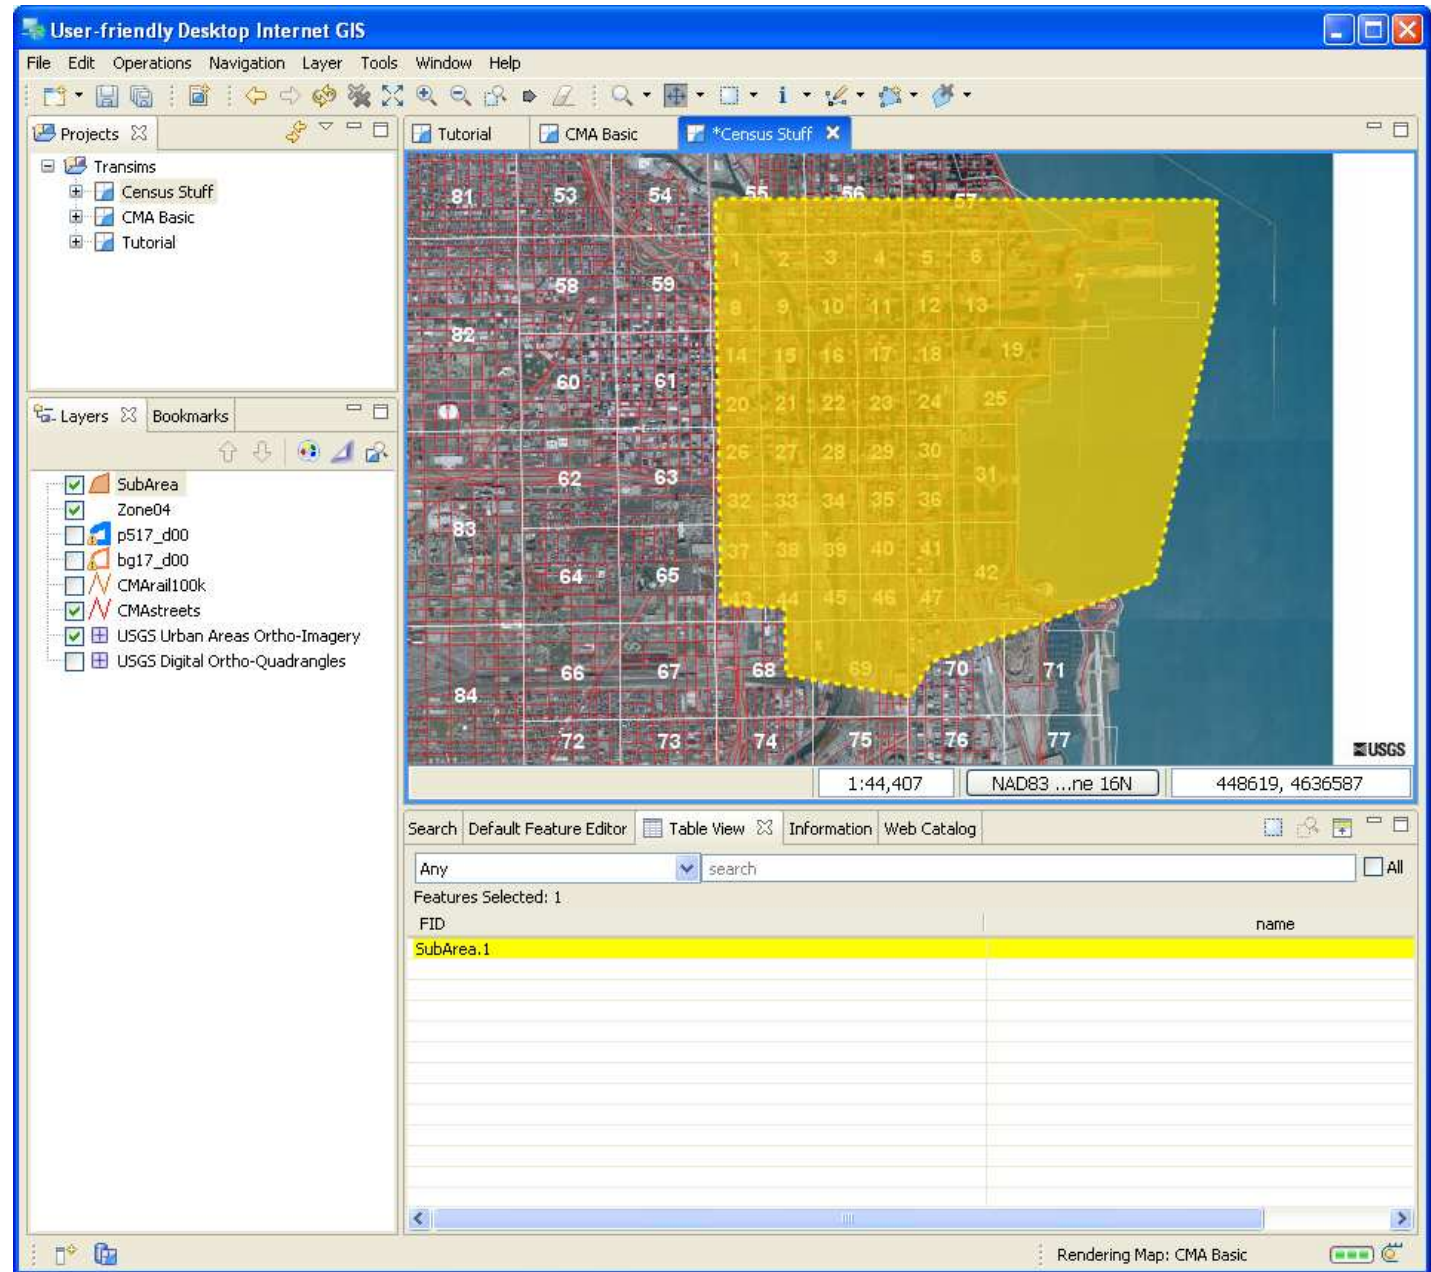 User-friendly Desktop Internet GIS
File Edit Operations Navigation Layer Tools Window Help
Projects
Transims
Census Stuff
CMA Basic
Tutorial
Layers Bookmarks
SubArea
Zone04
p517_d00
bg17_d00
CMArail100k
CMAstreets
USGS Urban Areas Ortho-Imagery
USGS Digital Ortho-Quadrangles
Tutorial CMA Basic *Census Stuff
81 53 54 55 56 57
1 2 3 4 5 6
58 59 7
8 9 10 11 12 13
82 14 15 16 17 18 19
60 61
20 21 22 23 24 25
26 27 28 29 30
62 63 31
32 33 34 35 36
83
37 38 39 40 41
64 65 42
43 44 45 46 47
66 67 68 69 70 71
84
72 73 74 75 76 77
USGS
1:44,407 NAD83 ...ne 16N 448619, 4636587
Search Default Feature Editor Table View Information Web Catalog
Any search All
Features Selected: 1
FID name
SubArea.1
Rendering Map: CMA Basic